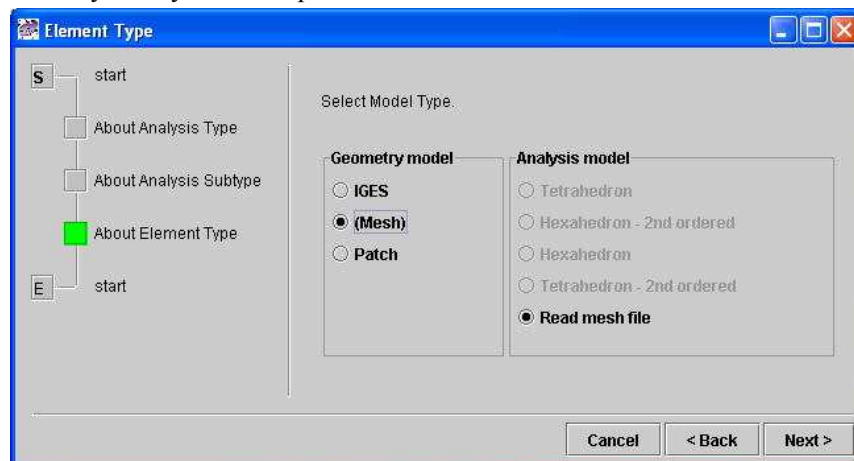 Element Type
S start
About Analysis Type
About Analysis Subtype
About Element Type
E start
Select Model Type.
Geometry model
IGES
(Mesh)
Patch
Analysis model
Tetrahedron
Hexahedron - 2nd ordered
Hexahedron
Tetrahedron - 2nd ordered
Read mesh file
Cancel
< Back
Next >